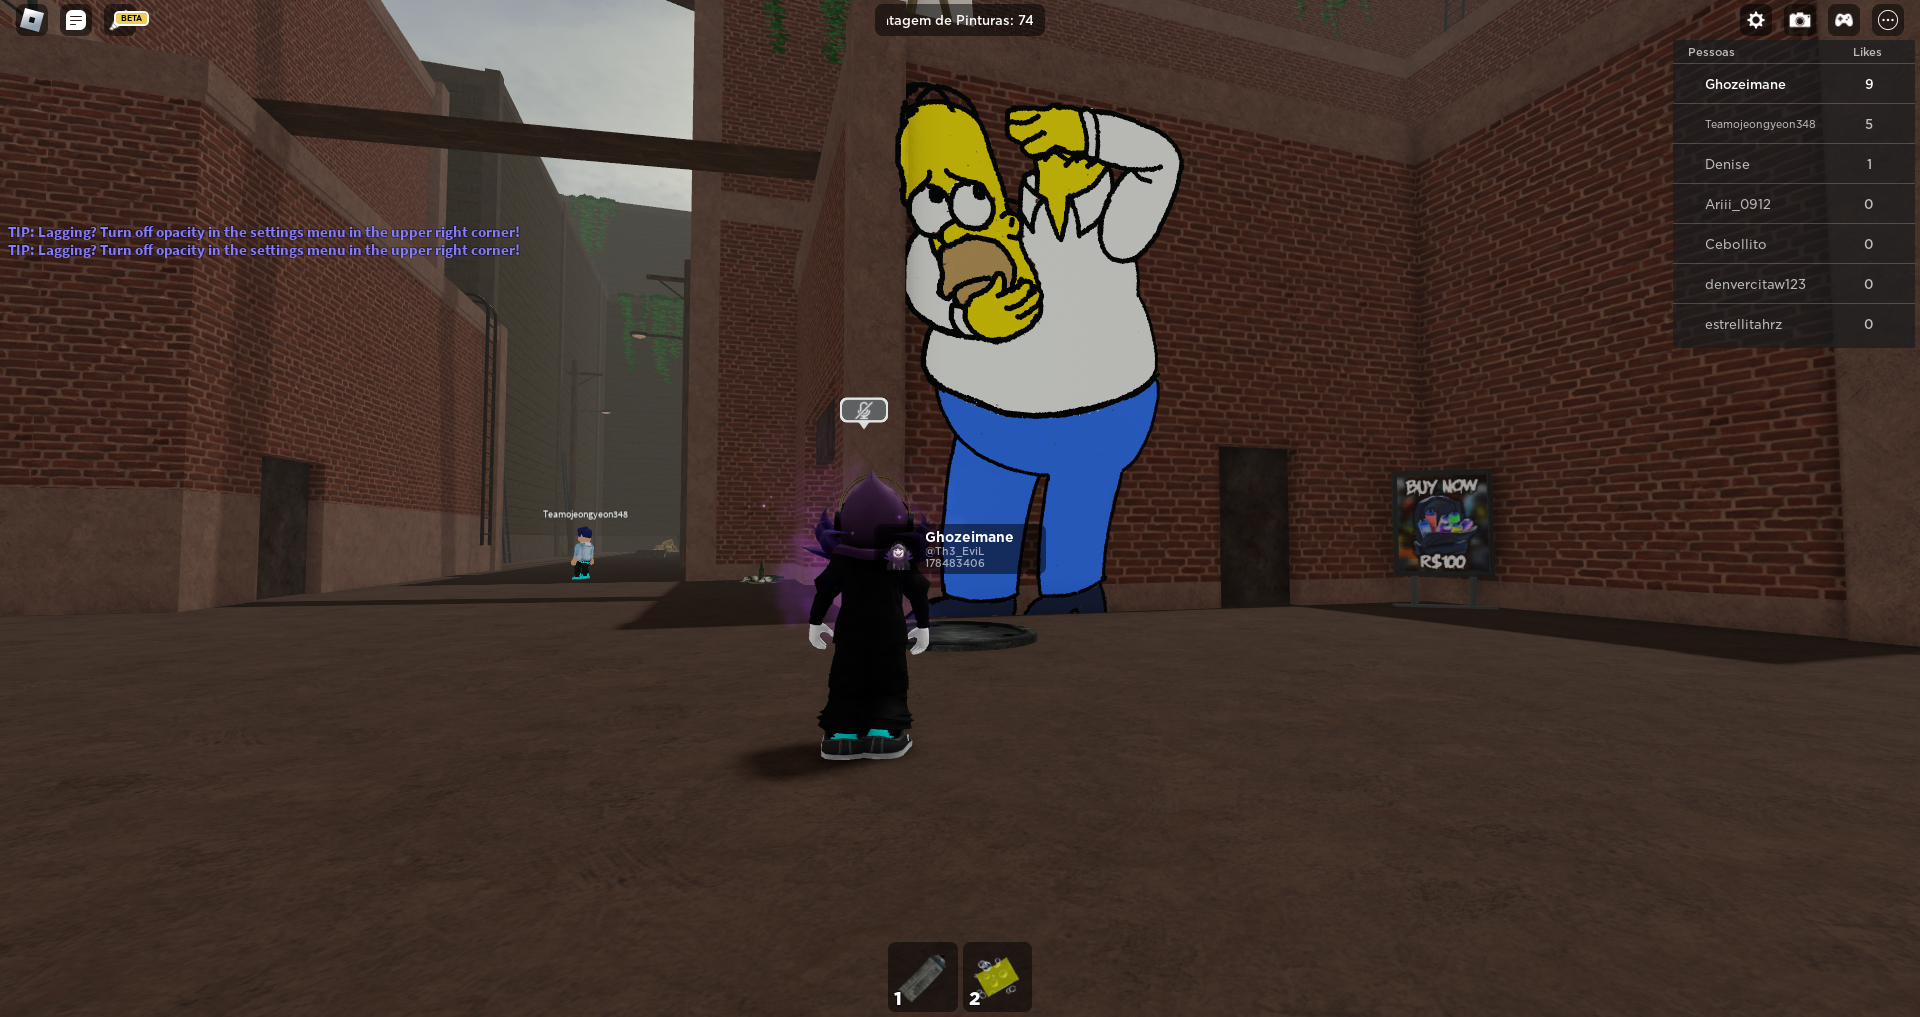 BETA
ıtagem de Pinturas: 74
Pessoas Likes
Ghozeimane 9
Teamojeongyeon348 5
Denise 1
Ariii_0912 0
Cebollito 0
denvercitaw123 0
estrellitahrz 0
TIP: Lagging? Turn off opacity in the settings menu in the upper right corner!
TIP: Lagging? Turn off opacity in the settings menu in the upper right corner!
Teamojeongyeon348
Ghozeimane
@Th3_EviL
178483406
BUY NOW
R$100
1
2